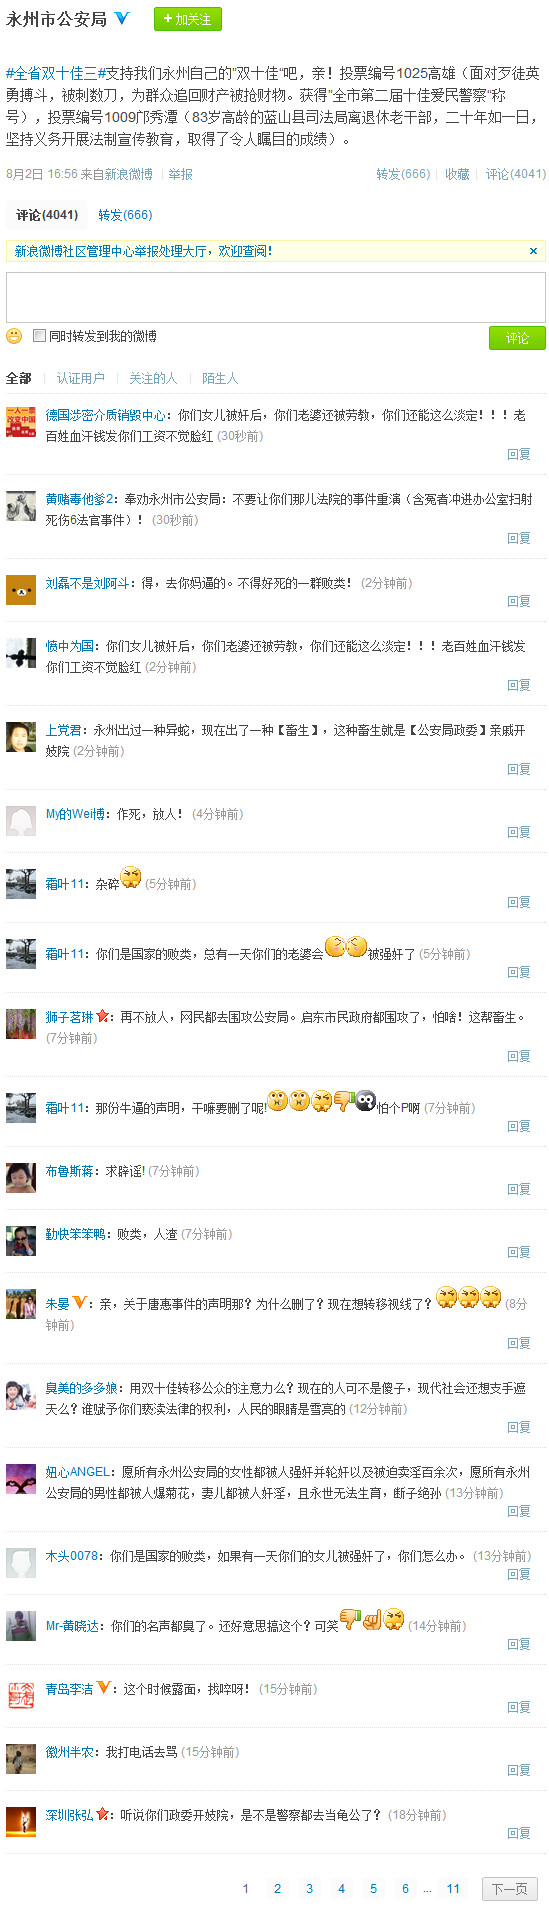 永州市公安局
+ 加关注
#全省双十佳三#支持我们永州自己的"双十佳"吧，亲！投票编号1025高雄（面对歹徒英
勇搏斗，被刺数刀，为群众追回财产被抢财物。获得"全市第二届十佳爱民警察"称
号），投票编号1009邝秀潭（83岁高龄的蓝山县司法局离退休老干部，二十年如一日，
坚持义务开展法制宣传教育，取得了令人瞩目的成绩）。
8月2日 16:56 来自新浪微博 | 举报 转发(666) | 收藏 | 评论(4041)
评论(4041) 转发(666)
新浪微博社区管理中心举报处理大厅，欢迎查阅！ ×
同时转发到我的微博 评论
全部 | 认证用户 | 关注的人 | 陌生人
德国涉密介质销毁中心：你们女儿被奸后，你们老婆还被劳教，你们还能这么淡定！！！老
百姓血汗钱发你们工资不觉脸红 (30秒前)
回复
黄赌毒他爹2：奉劝永州市公安局：不要让你们那儿法院的事件重演（含冤者冲进办公室扫射
死伤6法官事件）！ (30秒前)
回复
刘磊不是刘阿斗：得，去你妈逼的。不得好死的一群败类！ (2分钟前)
回复
愤中为国：你们女儿被奸后，你们老婆还被劳教，你们还能这么淡定！！！老百姓血汗钱发
你们工资不觉脸红 (2分钟前)
回复
上党君：永州出过一种异蛇，现在出了一种【畜生】，这种畜生就是【公安局政委】亲戚开
妓院 (2分钟前)
回复
My的Wei博：作死，放人！ (4分钟前)
回复
霜叶11：杂碎 (5分钟前)
回复
霜叶11：你们是国家的败类，总有一天你们的老婆会 被强奸了 (5分钟前)
回复
狮子茗琳：再不放人，网民都去围攻公安局。启东市民政府都围攻了，怕啥！这帮畜生。
(7分钟前)
回复
霜叶11：那份牛逼的声明，干嘛要删了呢! 怕个P啊 (7分钟前)
回复
布鲁斯蒋：求辟谣! (7分钟前)
回复
勤快笨笨鸭：败类，人渣 (7分钟前)
回复
朱晏：亲，关于唐惠事件的声明那？为什么删了？现在想转移视线了？ (8分
钟前)
回复
臭美的多多娘：用双十佳转移公众的注意力么？现在的人可不是傻子，现代社会还想支手遮
天么？谁赋予你们亵渎法律的权利，人民的眼睛是雪亮的 (12分钟前)
回复
妞心ANGEL：愿所有永州公安局的女性都被人强奸并轮奸以及被迫卖淫百余次，愿所有永州
公安局的男性都被人爆菊花，妻儿都被人奸淫，且永世无法生育，断子绝孙 (13分钟前)
回复
木头0078：你们是国家的败类，如果有一天你们的女儿被强奸了，你们怎么办。 (13分钟前)
回复
Mr-黄晓达：你们的名声都臭了。还好意思搞这个？可笑 (14分钟前)
回复
青岛李洁：这个时候露面，找啐呀！ (15分钟前)
回复
徽州半农：我打电话去骂 (15分钟前)
回复
深圳张弘：听说你们政委开妓院，是不是警察都去当龟公了？ (18分钟前)
回复
1 2 3 4 5 6 ... 11 下一页